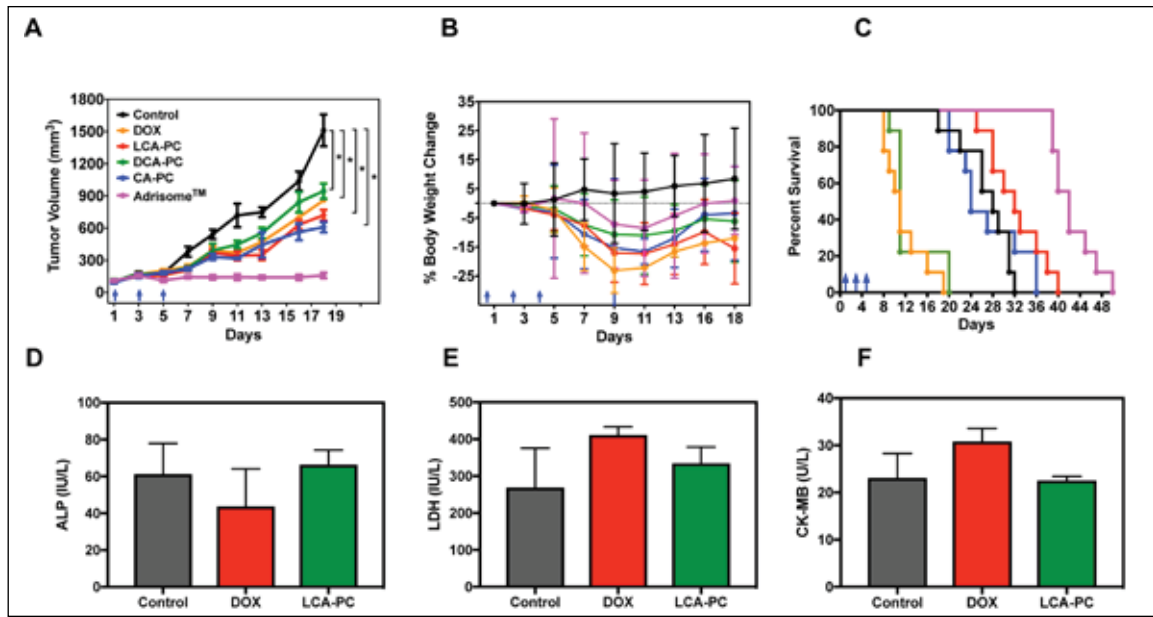 A
B
C
Tumor Volume (mm³)
1800
1500
1200
900
600
300
0
Control
DOX
LCA-PC
DCA-PC
CA-PC
Adrisome™
*
*
*
*
1 3 5 7 9 11 13 15 17 19
Days
% Body Weight Change
35
25
15
5
-5
-15
-25
1 3 5 7 9 11 13 16 18
Days
Percent Survival
100
80
60
40
20
0
0 4 8 12 16 20 24 28 32 36 40 44 48
Days
D
E
F
ALP (IU/L)
100
80
60
40
20
0
Control DOX LCA-PC
LDH (IU/L)
500
400
300
200
100
0
Control DOX LCA-PC
CK-MB (U/L)
40
30
20
10
0
Control DOX LCA-PC